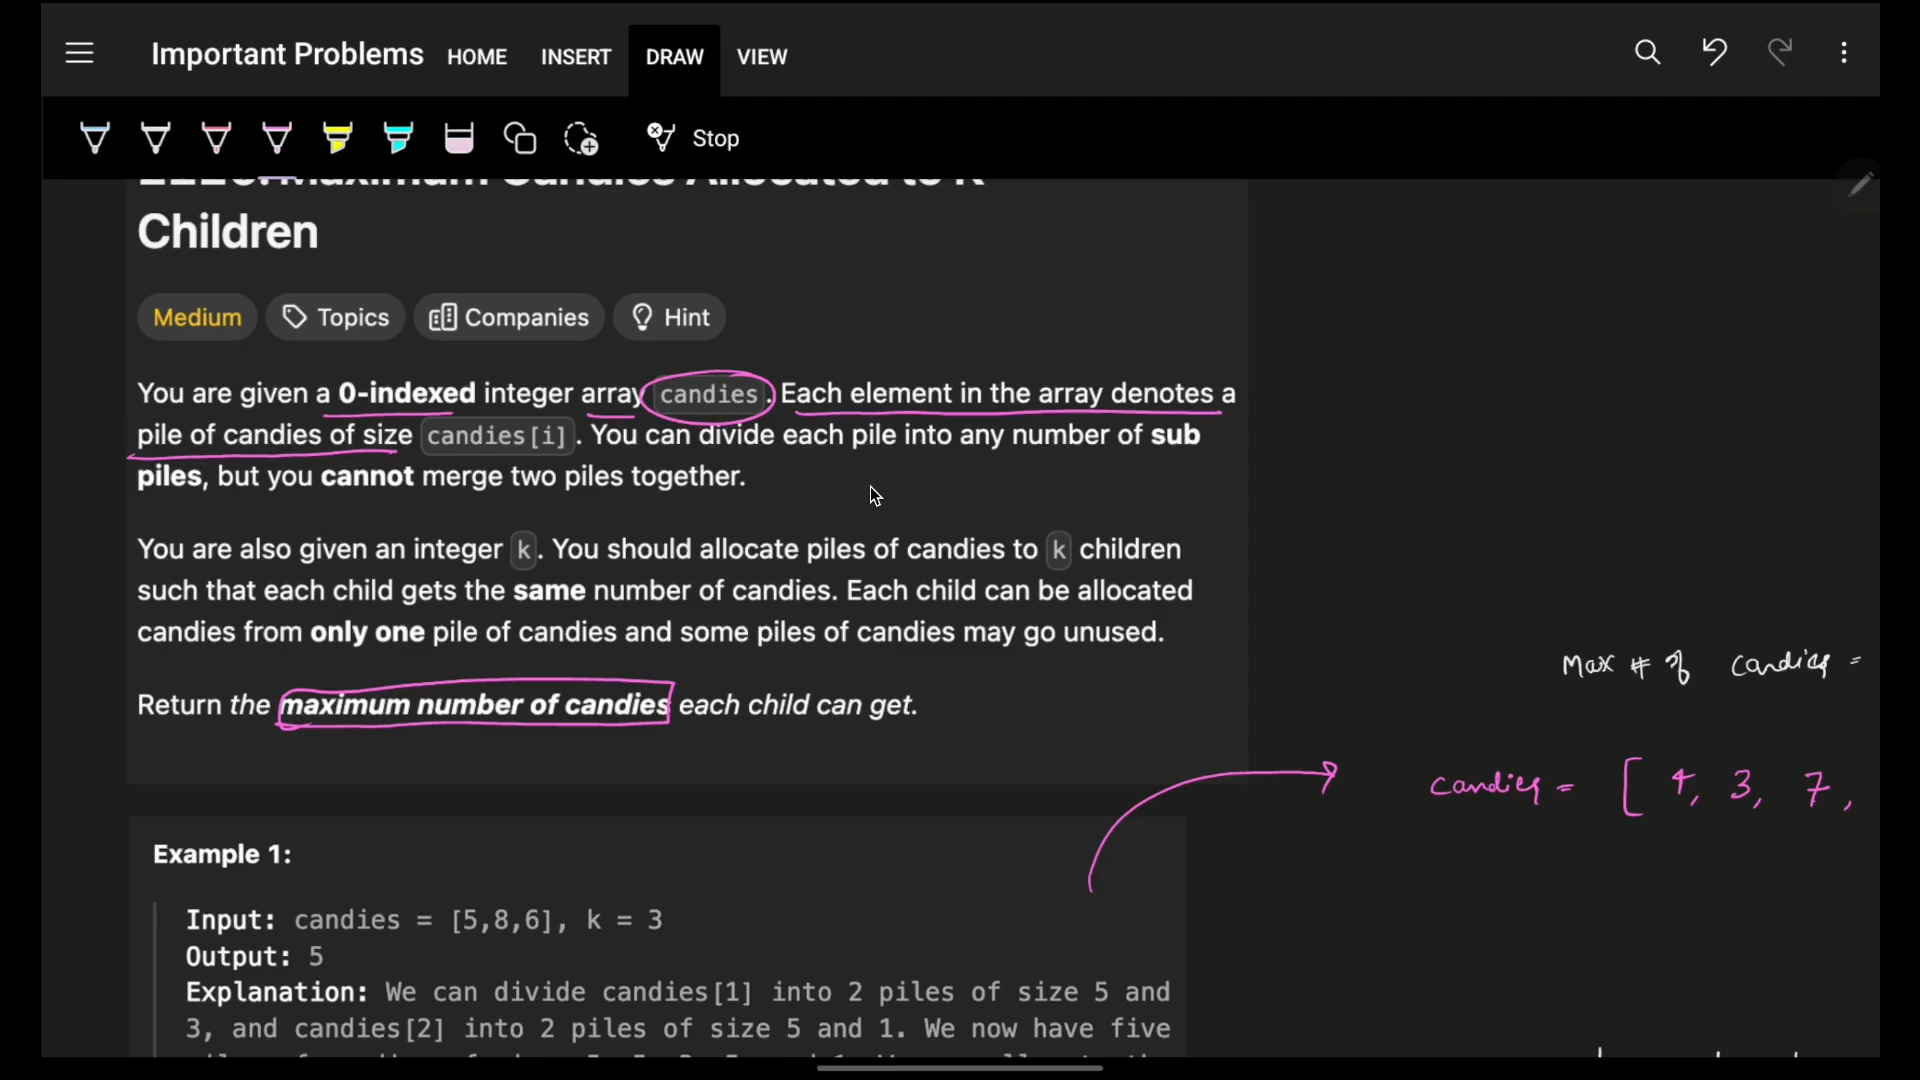 Important Problems HOME INSERT DRAW VIEW
Stop
Maximum Candies Allocated to K
Children
Medium Topics Companies Hint
You are given a 0-indexed integer array candies. Each element in the array denotes a
pile of candies of size candies[i]. You can divide each pile into any number of sub
piles, but you cannot merge two piles together.
You are also given an integer k. You should allocate piles of candies to k children
such that each child gets the same number of candies. Each child can be allocated
candies from only one pile of candies and some piles of candies may go unused.
Return the maximum number of candies each child can get.
Max # of candies =
candies = [ 4, 3, 7,
Example 1:
Input: candies = [5,8,6], k = 3
Output: 5
Explanation: We can divide candies[1] into 2 piles of size 5 and
3, and candies[2] into 2 piles of size 5 and 1. We now have five